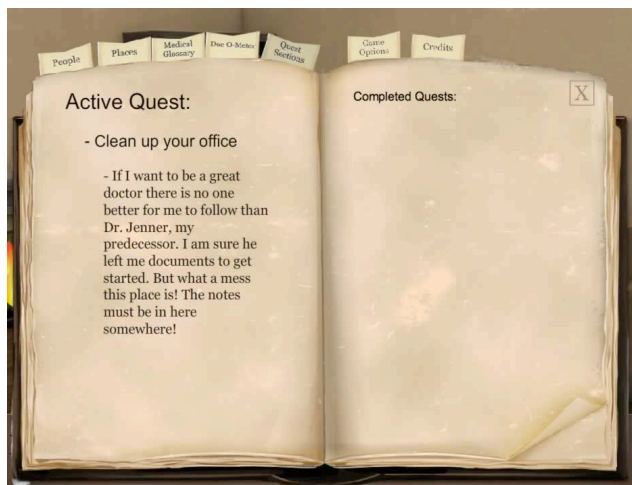 People
Places
Medical
Glossary
Doc O-Meter
Quest
Sections
Game
Options
Credits
X
Active Quest:
- Clean up your office
- If I want to be a great
doctor there is no one
better for me to follow than
Dr. Jenner, my
predecessor. I am sure he
left me documents to get
started. But what a mess
this place is! The notes
must be in here
somewhere!
Completed Quests: